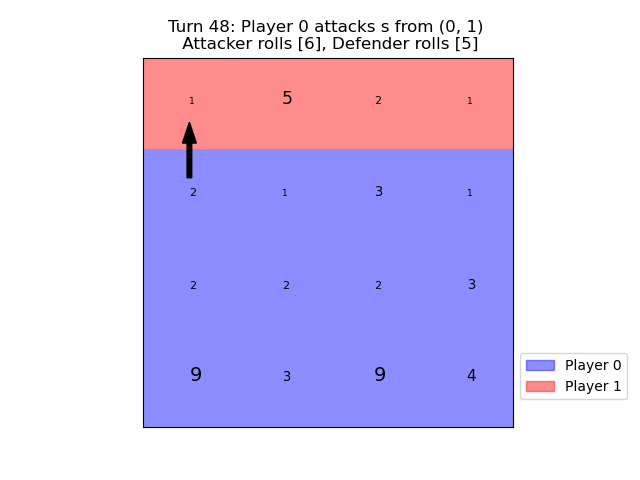 Turn 48: Player 0 attacks s from (0, 1)
Attacker rolls [6], Defender rolls [5]
1 5 2 1
2 1 3 1
2 2 2 3
9 3 9 4
Player 0
Player 1